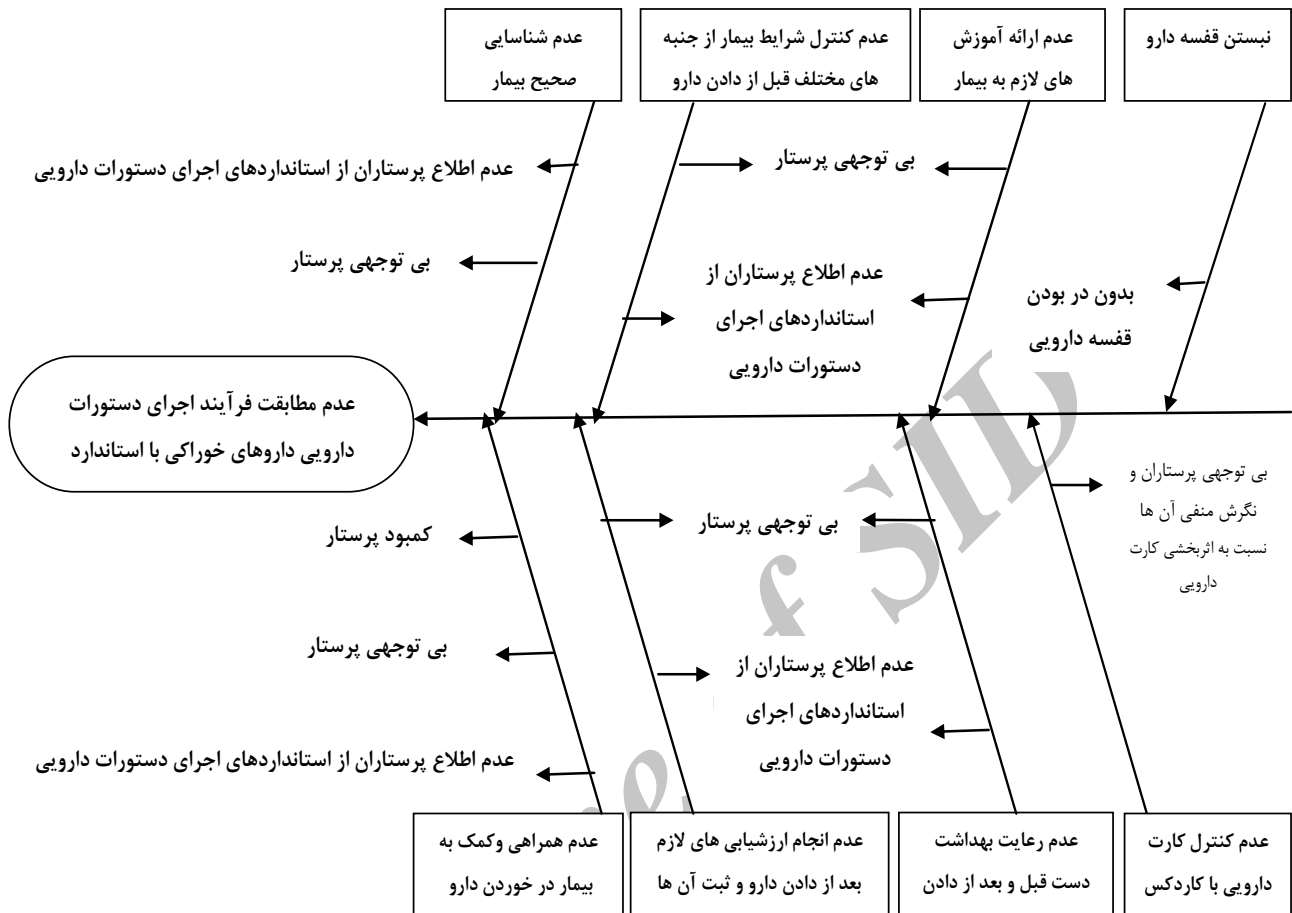 نبستن قفسه دارو
عدم ارائه آموزش
های لازم به بیمار
عدم کنترل شرایط بیمار از جنبه
های مختلف قبل از دادن دارو
عدم شناسایی
صحیح بیمار
بی توجهی پرستار
عدم اطلاع پرستاران از استانداردهای اجرای دستورات دارویی
بی توجهی پرستار
عدم اطلاع پرستاران از
استانداردهای اجرای
دستورات دارویی
بدون در بودن
قفسه دارویی
عدم مطابقت فرآیند اجرای دستورات
دارویی داروهای خوراکی با استاندارد
بی توجهی پرستاران و
نگرش منفی آن ها
نسبت به اثربخشی کارت
دارویی
بی توجهی پرستار
کمبود پرستار
بی توجهی پرستار
عدم اطلاع پرستاران از
استانداردهای اجرای
دستورات دارویی
عدم اطلاع پرستاران از استانداردهای اجرای دستورات دارویی
عدم کنترل کارت
دارویی با کاردکس
عدم رعایت بهداشت
دست قبل و بعد از دادن
عدم انجام ارزشیابی های لازم
بعد از دادن دارو و ثبت آن ها
عدم همراهی وکمک به
بیمار در خوردن دارو
of SID